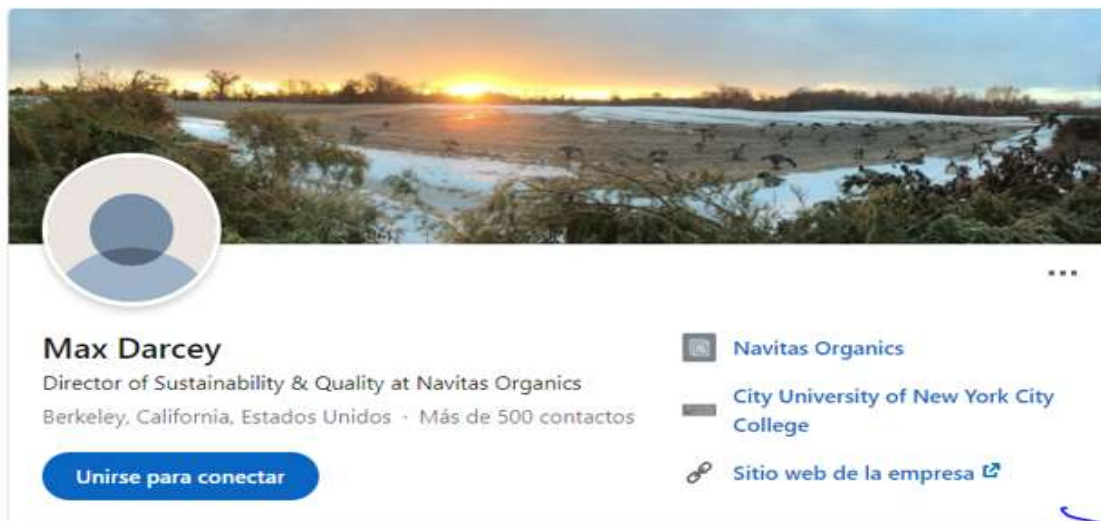 Max Darcey
Director of Sustainability & Quality at Navitas Organics
Berkeley, California, Estados Unidos · Más de 500 contactos
Unirse para conectar
Navitas Organics
City University of New York City
College
Sitio web de la empresa